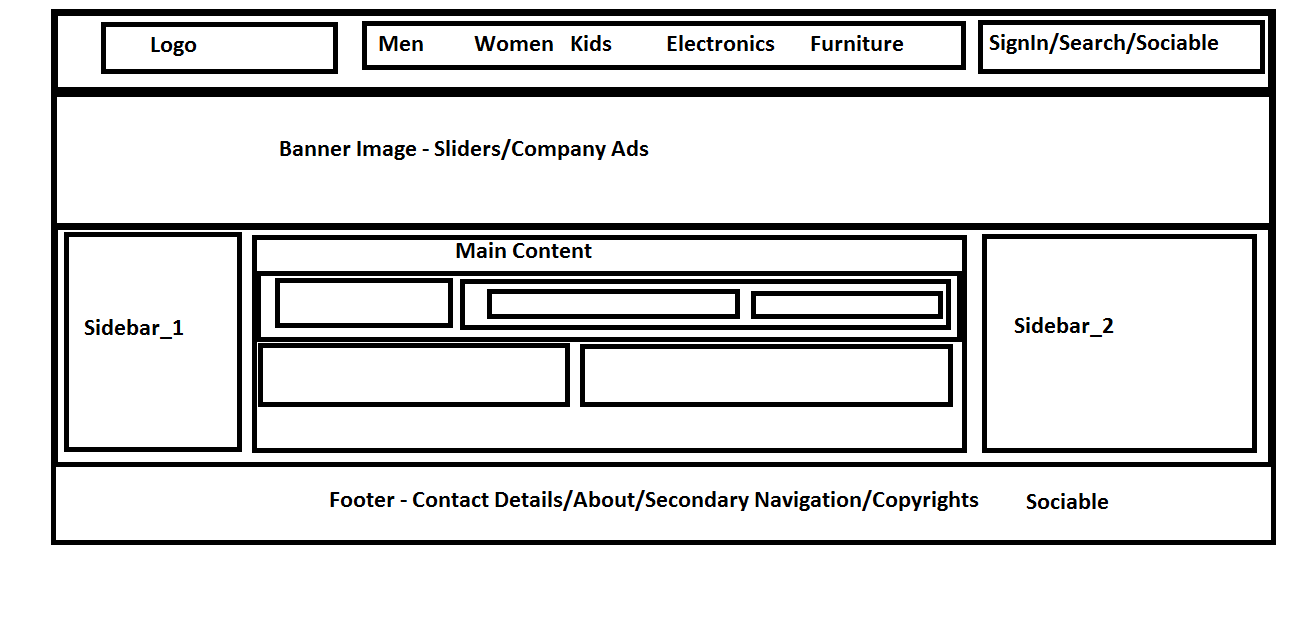 Logo
Men Women Kids Electronics Furniture
SignIn/Search/Sociable
Banner Image - Sliders/Company Ads
Sidebar_1
Main Content
Sidebar_2
Footer - Contact Details/About/Secondary Navigation/Copyrights
Sociable